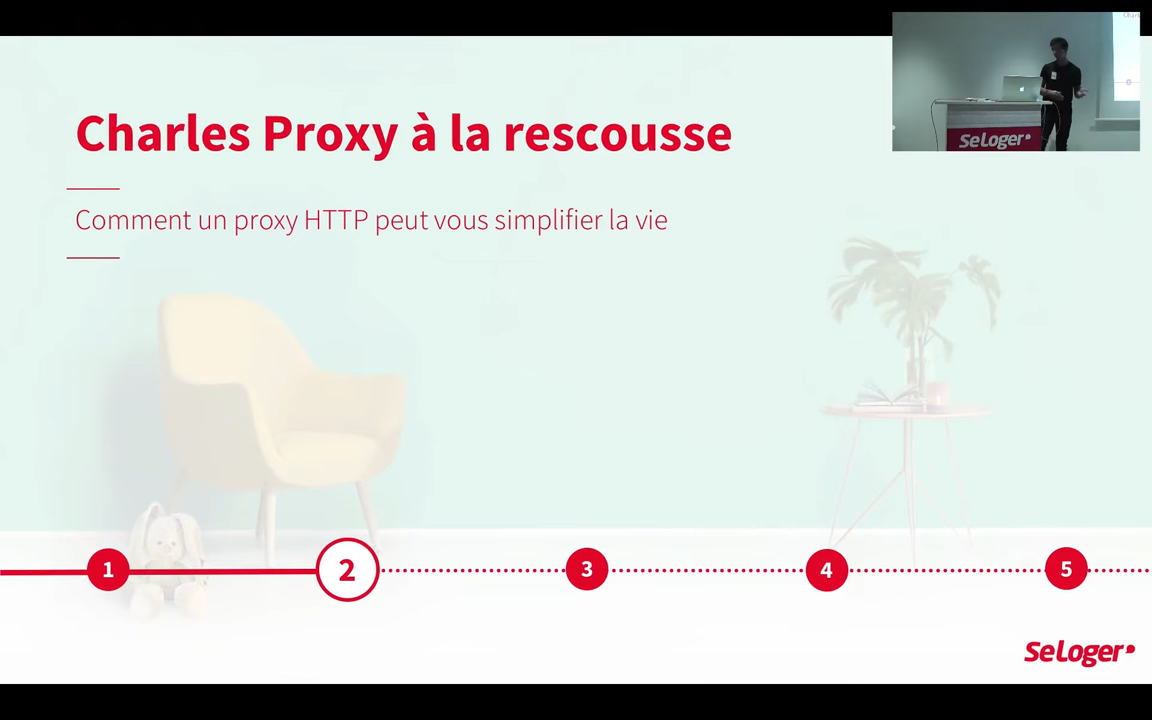 Charles Proxy à la rescousse
Comment un proxy HTTP peut vous simplifier la vie
SeLoger
1 2 3 4 5
SeLoger